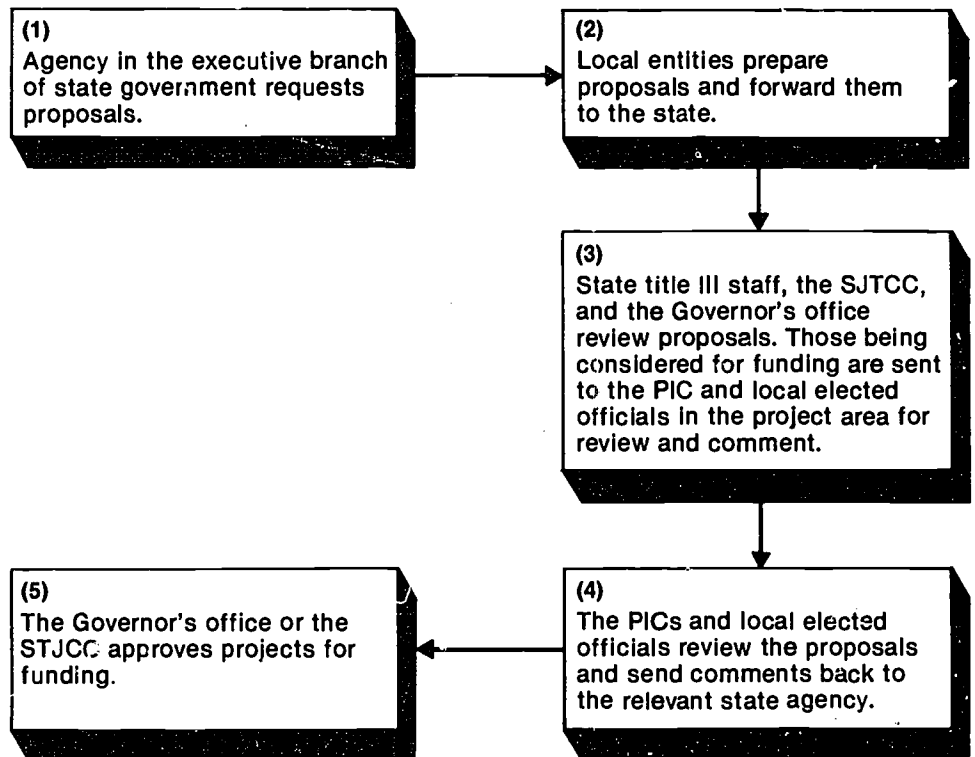 (1)
Agency in the executive branch
of state government requests
proposals.
(2)
Local entities prepare
proposals and forward them
to the state.
(3)
State title III staff, the SJTCC,
and the Governor's office
review proposals. Those being
considered for funding are sent
to the PIC and local elected
officials in the project area for
review and comment.
(4)
The PICs and local elected
officials review the proposals
and send comments back to
the relevant state agency.
(5)
The Governor's office or the
STJCC approves projects for
funding.